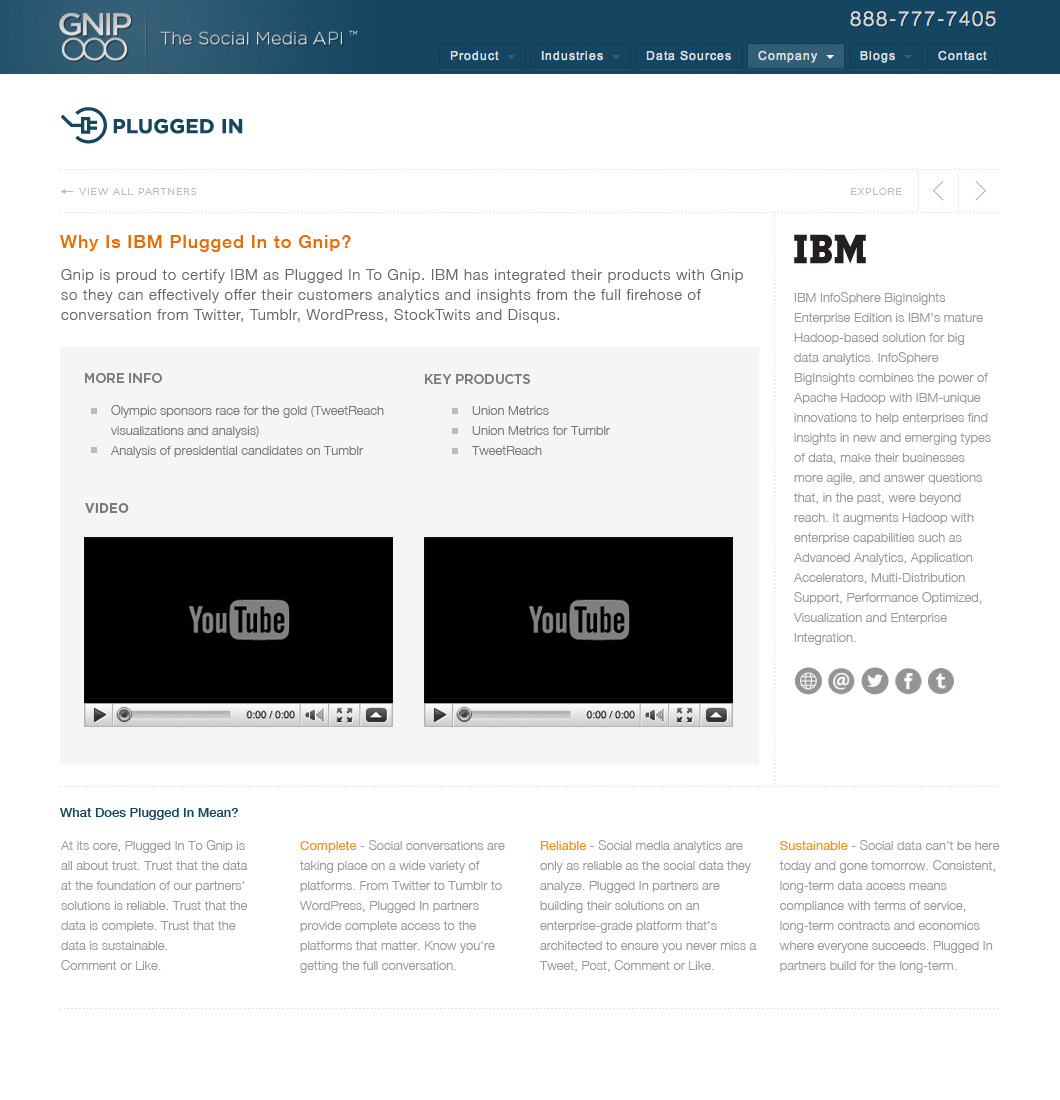 GNIP
The Social Media API ™
888-777-7405
Product
Industries
Data Sources
Company
Blogs
Contact
PLUGGED IN
← VIEW ALL PARTNERS
EXPLORE
Why Is IBM Plugged In to Gnip?
Gnip is proud to certify IBM as Plugged In To Gnip. IBM has integrated their products with Gnip
so they can effectively offer their customers analytics and insights from the full firehose of
conversation from Twitter, Tumblr, WordPress, StockTwits and Disqus.
MORE INFO
Olympic sponsors race for the gold (TweetReach
visualizations and analysis)
Analysis of presidential candidates on Tumblr
KEY PRODUCTS
Union Metrics
Union Metrics for Tumblr
TweetReach
VIDEO
YouTube
0:00 / 0:00
YouTube
0:00 / 0:00
IBM
IBM InfoSphere BigInsights
Enterprise Edition is IBM's mature
Hadoop-based solution for big
data analytics. InfoSphere
BigInsights combines the power of
Apache Hadoop with IBM-unique
innovations to help enterprises find
insights in new and emerging types
of data, make their businesses
more agile, and answer questions
that, in the past, were beyond
reach. It augments Hadoop with
enterprise capabilities such as
Advanced Analytics, Application
Accelerators, Multi-Distribution
Support, Performance Optimized,
Visualization and Enterprise
Integration.
What Does Plugged In Mean?
At its core, Plugged In To Gnip is
all about trust. Trust that the data
at the foundation of our partners'
solutions is reliable. Trust that the
data is complete. Trust that the
data is sustainable.
Comment or Like.
Complete - Social conversations are
taking place on a wide variety of
platforms. From Twitter to Tumblr to
WordPress, Plugged In partners
provide complete access to the
platforms that matter. Know you're
getting the full conversation.
Reliable - Social media analytics are
only as reliable as the social data they
analyze. Plugged In partners are
building their solutions on an
enterprise-grade platform that's
architected to ensure you never miss a
Tweet, Post, Comment or Like.
Sustainable - Social data can't be here
today and gone tomorrow. Consistent,
long-term data access means
compliance with terms of service,
long-term contracts and economics
where everyone succeeds. Plugged In
partners build for the long-term.